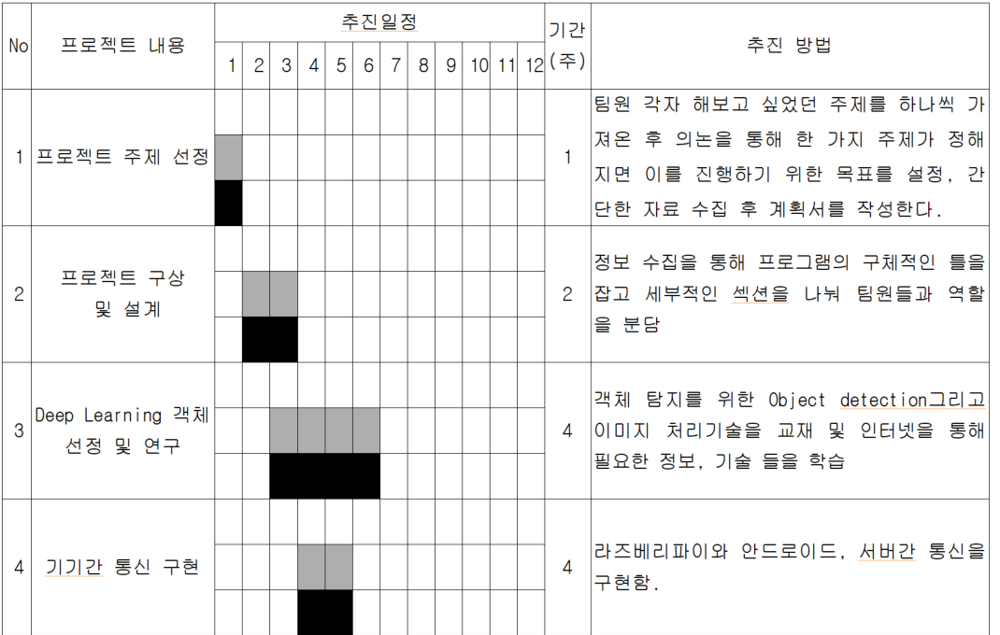 No
프로젝트 내용
추진일정
기간
(주)
추진 방법
1 2 3 4 5 6 7 8 9 10 11 12
1
프로젝트 주제 선정
1
팀원 각자 해보고 싶었던 주제를 하나씩 가
져온 후 의논을 통해 한 가지 주제가 정해
지면 이를 진행하기 위한 목표를 설정, 간
단한 자료 수집 후 계획서를 작성한다.
2
프로젝트 구상
및 설계
2
정보 수집을 통해 프로그램의 구체적인 틀을
잡고 세부적인 섹션을 나눠 팀원들과 역할
을 분담
3
Deep Learning 객체
선정 및 연구
4
객체 탐지를 위한 Object detection그리고
이미지 처리기술을 교재 및 인터넷을 통해
필요한 정보, 기술 들을 학습
4
기기간 통신 구현
4
라즈베리파이와 안드로이드, 서버간 통신을
구현함.